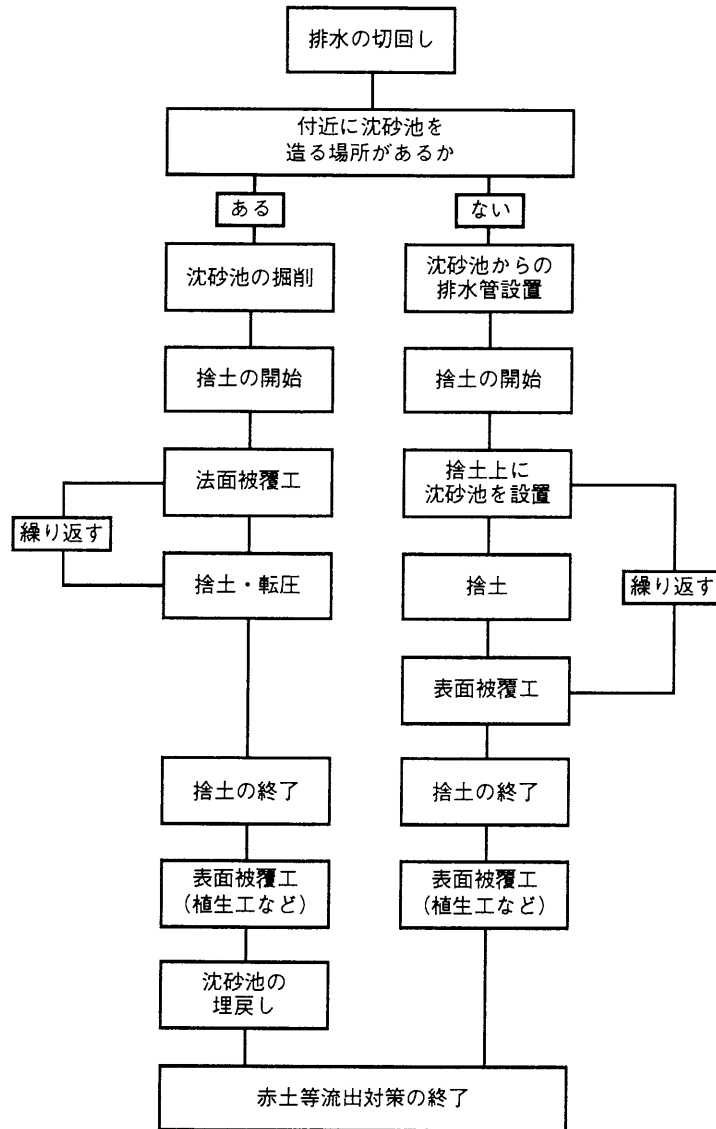 排水の切回し
付近に沈砂池を
造る場所があるか
ある
ない
沈砂池の掘削
沈砂池からの
排水管設置
捨土の開始
捨土の開始
法面被覆工
捨土上に
沈砂池を設置
繰り返す
捨土・転圧
捨土
繰り返す
表面被覆工
捨土の終了
捨土の終了
表面被覆工
(植生工など)
表面被覆工
(植生工など)
沈砂池の
埋戻し
赤土等流出対策の終了